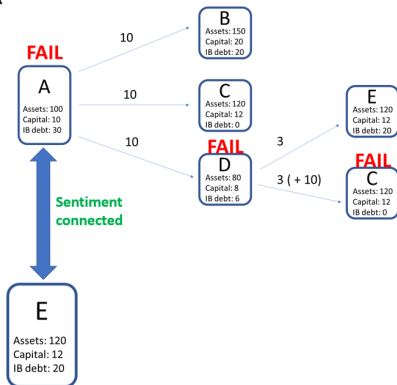 FAIL
A
Assets: 100
Capital: 10
IB debt: 30
10
10
10
B
Assets: 150
Capital: 20
IB debt: 20
C
Assets: 120
Capital: 12
IB debt: 0
FAIL
D
Assets: 80
Capital: 8
IB debt: 6
3
3 ( + 10)
E
Assets: 120
Capital: 12
IB debt: 20
FAIL
C
Assets: 120
Capital: 12
IB debt: 0
Sentiment
connected
E
Assets: 120
Capital: 12
IB debt: 20